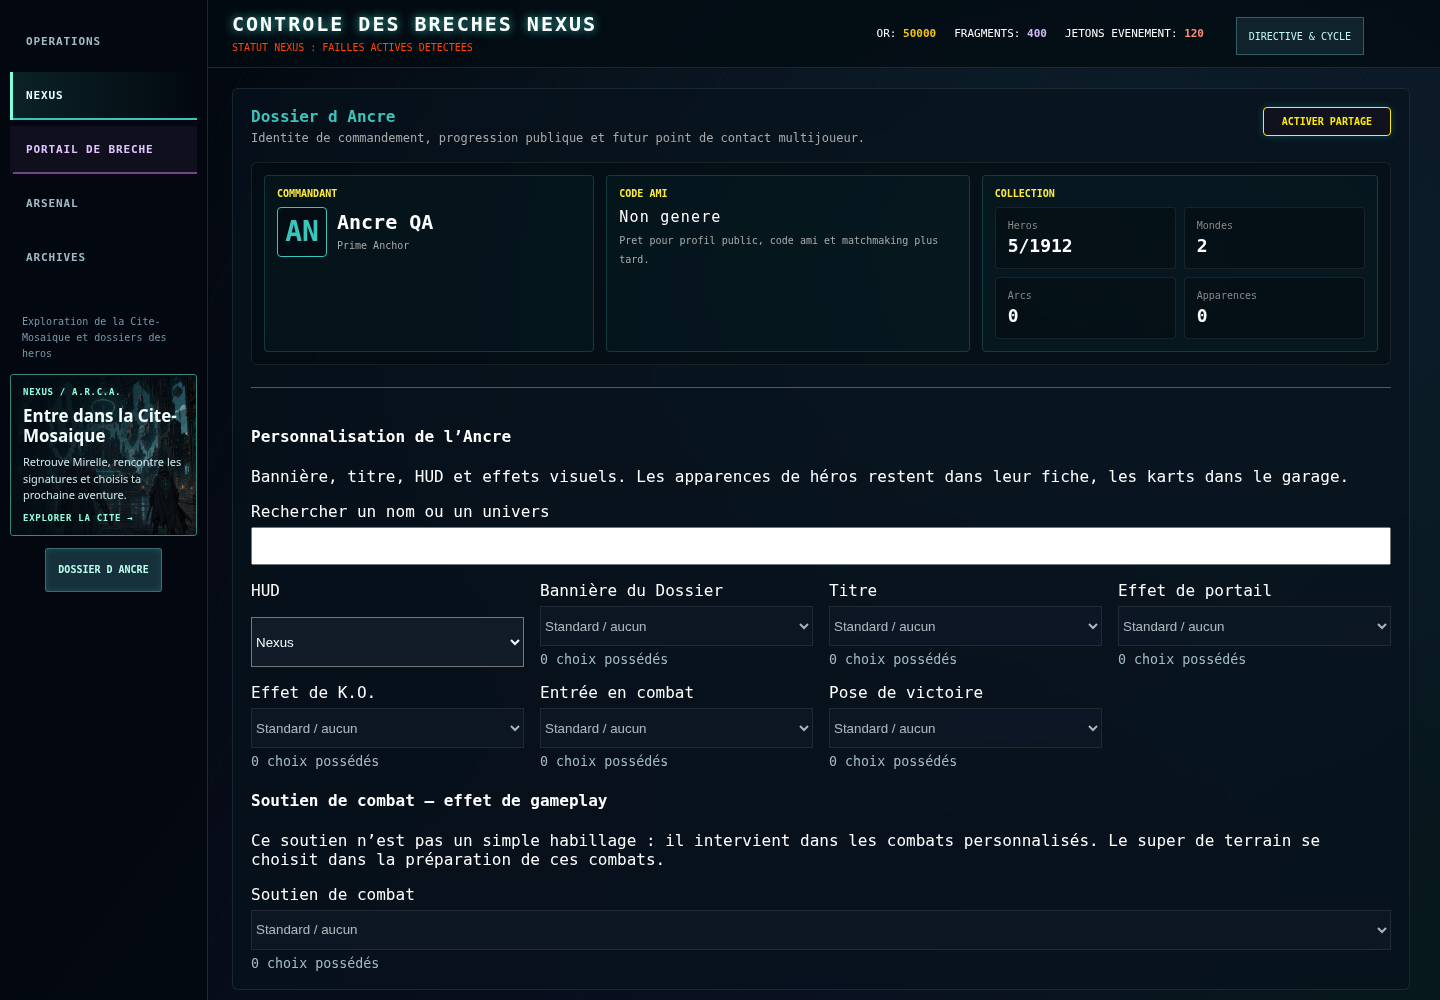 OPERATIONS
NEXUS
PORTAIL DE BRECHE
ARSENAL
ARCHIVES
Exploration de la Cite-
Mosaique et dossiers des
heros
NEXUS / A.R.C.A.
Entre dans la Cite-
Mosaique
Retrouve Mirelle, rencontre les
signatures et choisis ta
prochaine aventure.
EXPLORER LA CITE →
DOSSIER D ANCRE
CONTROLE DES BRECHES NEXUS
STATUT NEXUS : FAILLES ACTIVES DETECTEES
OR: 50000 FRAGMENTS: 400 JETONS EVENEMENT: 120
DIRECTIVE & CYCLE
Dossier d Ancre
Identite de commandement, progression publique et futur point de contact multijoueur.
ACTIVER PARTAGE
COMMANDANT
AN
Ancre QA
Prime Anchor
CODE AMI
Non genere
Pret pour profil public, code ami et matchmaking plus
tard.
COLLECTION
Heros
5/1912
Mondes
2
Arcs
0
Apparences
0
Personnalisation de l’Ancre
Bannière, titre, HUD et effets visuels. Les apparences de héros restent dans leur fiche, les karts dans le garage.
Rechercher un nom ou un univers
HUD
Nexus
Bannière du Dossier
Standard / aucun
0 choix possédés
Titre
Standard / aucun
0 choix possédés
Effet de portail
Standard / aucun
0 choix possédés
Effet de K.O.
Standard / aucun
0 choix possédés
Entrée en combat
Standard / aucun
0 choix possédés
Pose de victoire
Standard / aucun
0 choix possédés
Soutien de combat — effet de gameplay
Ce soutien n’est pas un simple habillage : il intervient dans les combats personnalisés. Le super de terrain se
choisit dans la préparation de ces combats.
Soutien de combat
Standard / aucun
0 choix possédés